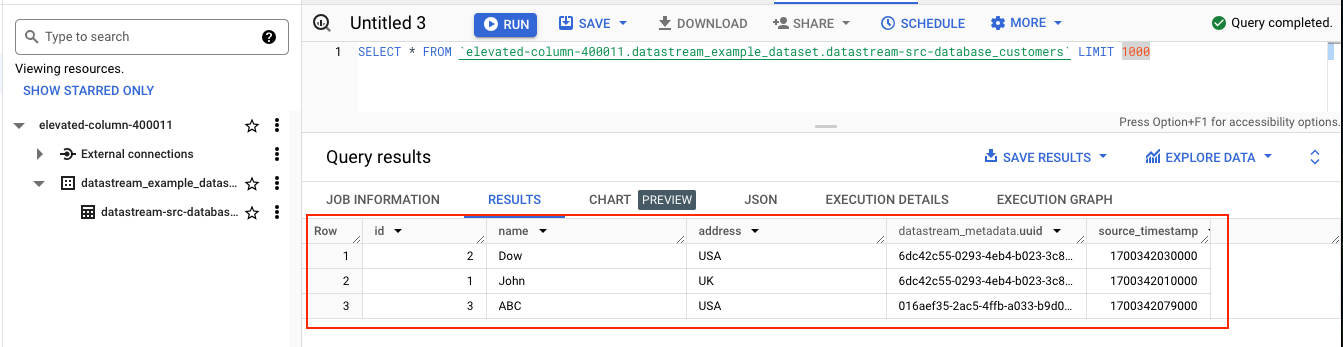 Untitled 3 RUN SAVE DOWNLOAD SHARE SCHEDULE MORE Query completed.
Type to search ?
1 SELECT * FROM `elevated-column-400011.datastream_example_dataset.datastream-src-database_customers` LIMIT 1000
Viewing resources.
SHOW STARRED ONLY
elevated-column-400011
External connections
datastream_example_datas...
datastream-src-databas...
Press Option+F1 for accessibility options.
Query results SAVE RESULTS EXPLORE DATA
JOB INFORMATION RESULTS CHART PREVIEW JSON EXECUTION DETAILS EXECUTION GRAPH
Row id name address datastream_metadata.uuid source_timestamp
1 2 Dow USA 6dc42c55-0293-4eb4-b023-3c8... 1700342030000
2 1 John UK 6dc42c55-0293-4eb4-b023-3c8... 1700342010000
3 3 ABC USA 016aef35-2ac5-4ffb-a033-b9d0... 1700342079000